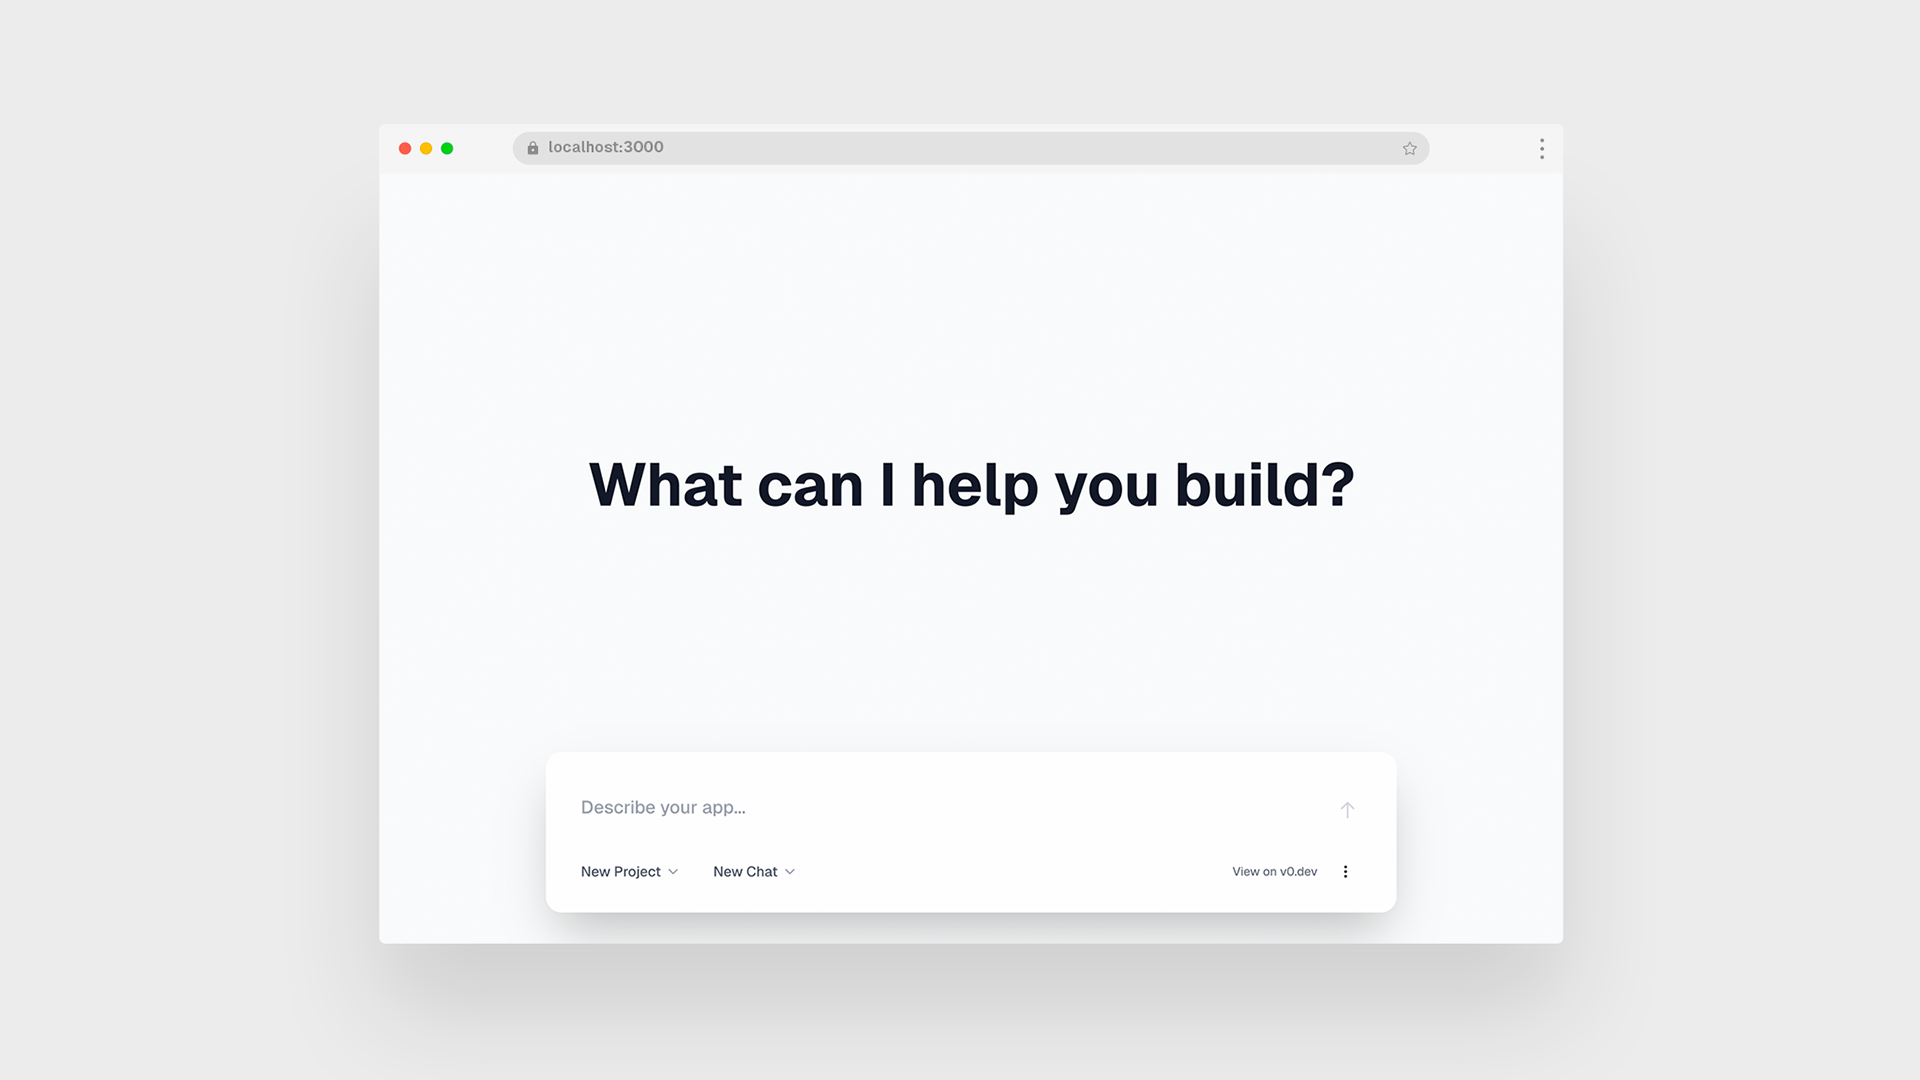 localhost:3000
What can I help you build?
Describe your app...
New Project New Chat View on v0.dev